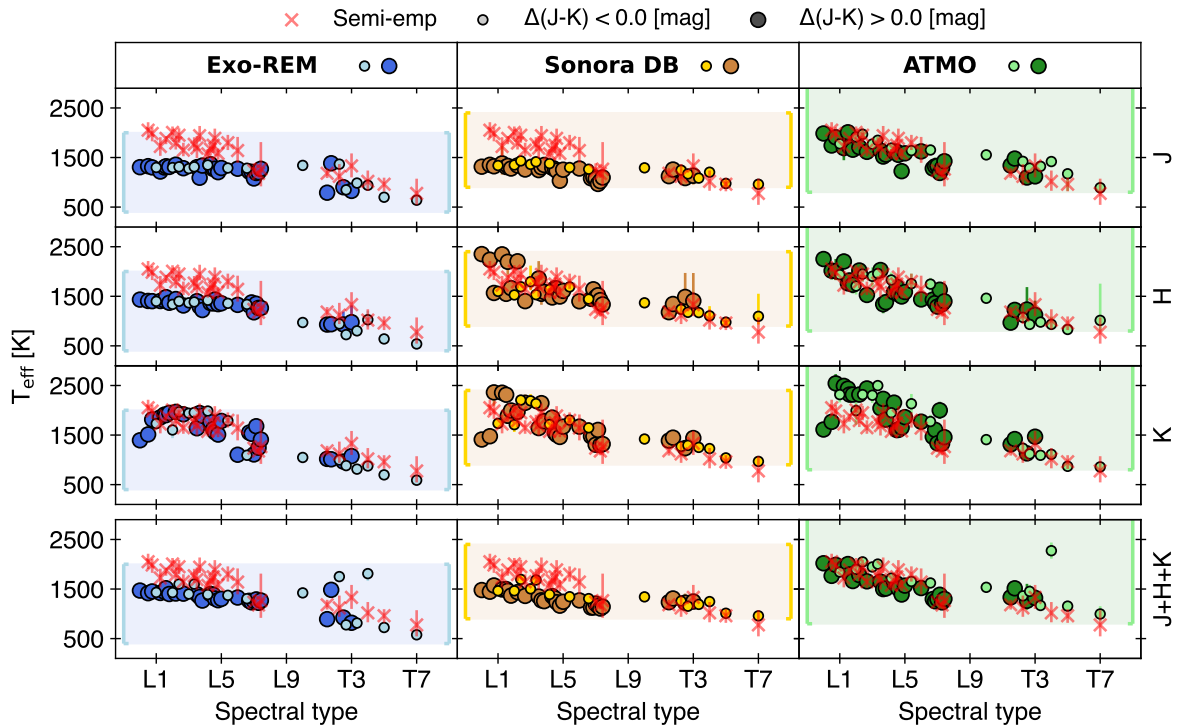 Semi-emp Δ(J-K) < 0.0 [mag] Δ(J-K) > 0.0 [mag]
Exo-REM Sonora DB ATMO
2500
1500
500
J
2500
1500
500
H
2500
1500
500
K
2500
1500
500
J+H+K
T_eff [K]
L1 L5 L9 T3 T7 L1 L5 L9 T3 T7 L1 L5 L9 T3 T7
Spectral type Spectral type Spectral type